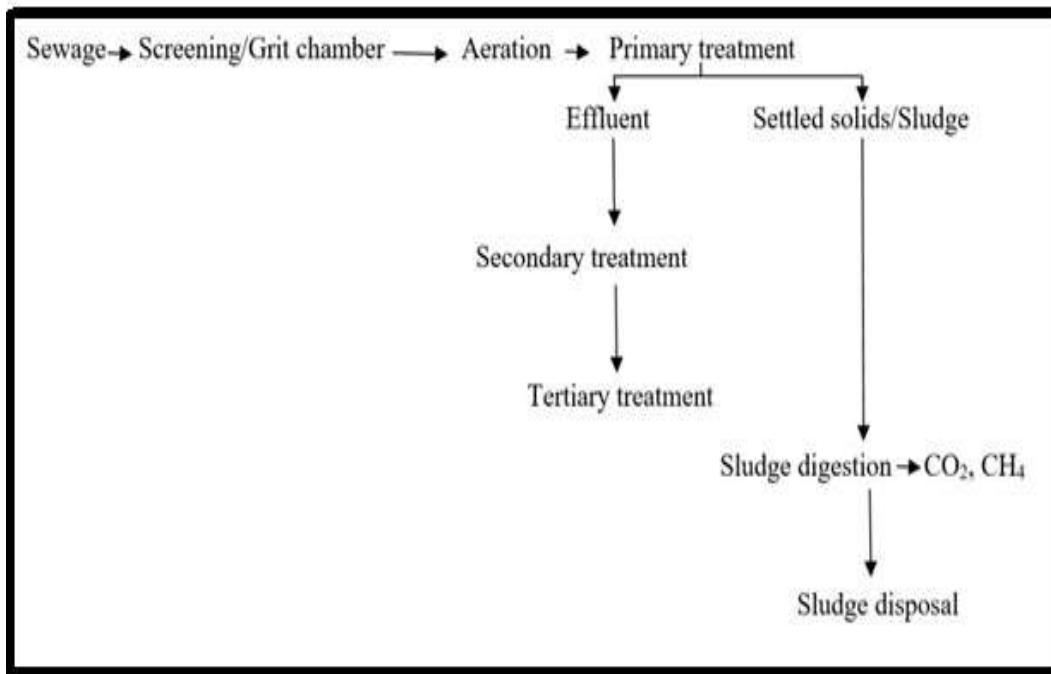 Sewage → Screening/Grit chamber → Aeration → Primary treatment
Effluent Settled solids/Sludge
Secondary treatment
Tertiary treatment
Sludge digestion → CO₂, CH₄
Sludge disposal